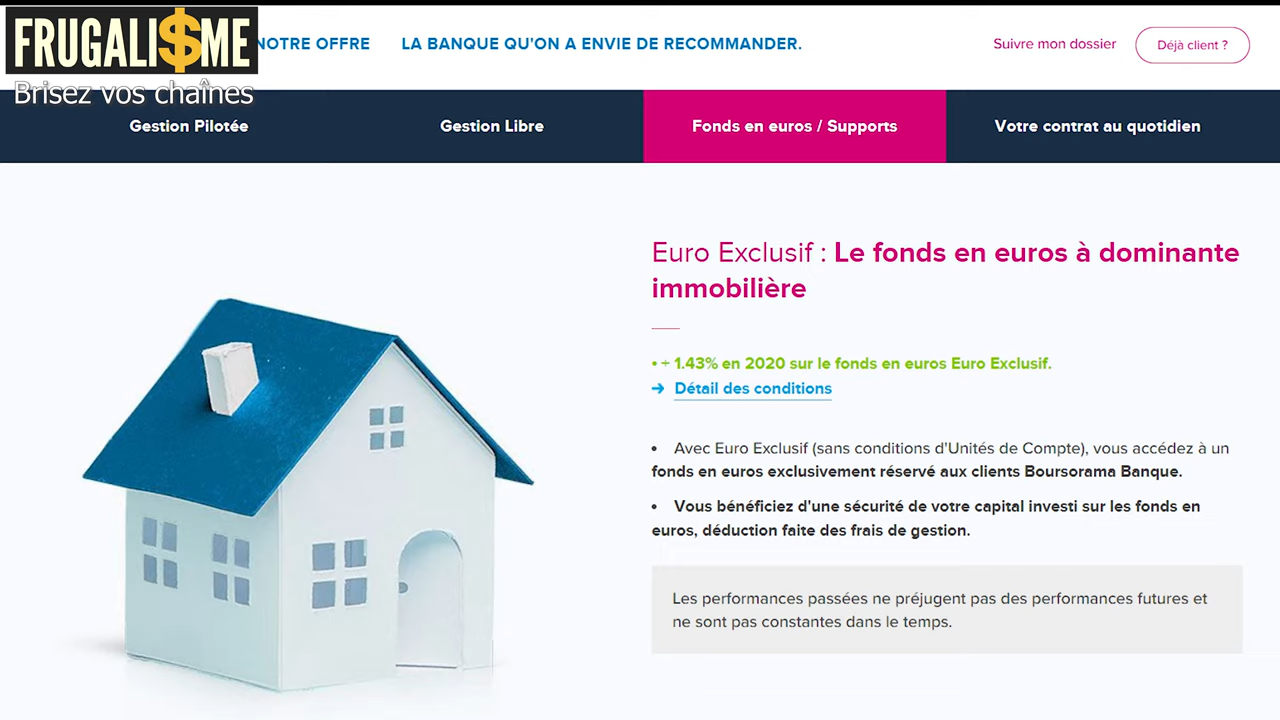 FRUGALI$ME
Brisez vos chaînes
NOTRE OFFRE
LA BANQUE QU'ON A ENVIE DE RECOMMANDER.
Suivre mon dossier
Déjà client ?
Gestion Pilotée
Gestion Libre
Fonds en euros / Supports
Votre contrat au quotidien
Euro Exclusif : Le fonds en euros à dominante
immobilière
• + 1.43% en 2020 sur le fonds en euros Euro Exclusif.
→ Détail des conditions
• Avec Euro Exclusif (sans conditions d'Unités de Compte), vous accédez à un
fonds en euros exclusivement réservé aux clients Boursorama Banque.
• Vous bénéficiez d'une sécurité de votre capital investi sur les fonds en
euros, déduction faite des frais de gestion.
Les performances passées ne préjugent pas des performances futures et
ne sont pas constantes dans le temps.